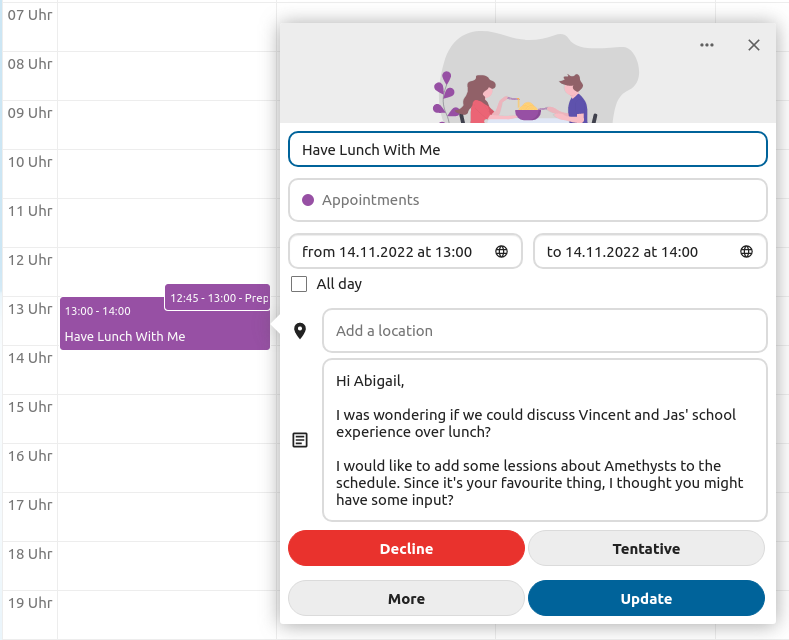 07 Uhr
08 Uhr
09 Uhr
10 Uhr
11 Uhr
12 Uhr
13 Uhr
14 Uhr
15 Uhr
16 Uhr
17 Uhr
18 Uhr
19 Uhr
12:45 - 13:00 - Prep
13:00 - 14:00
Have Lunch With Me
Have Lunch With Me
Appointments
from 14.11.2022 at 13:00
to 14.11.2022 at 14:00
All day
Add a location
Hi Abigail,
I was wondering if we could discuss Vincent and Jas' school
experience over lunch?
I would like to add some lessions about Amethysts to the
schedule. Since it's your favourite thing, I thought you might
have some input?
Decline
Tentative
More
Update